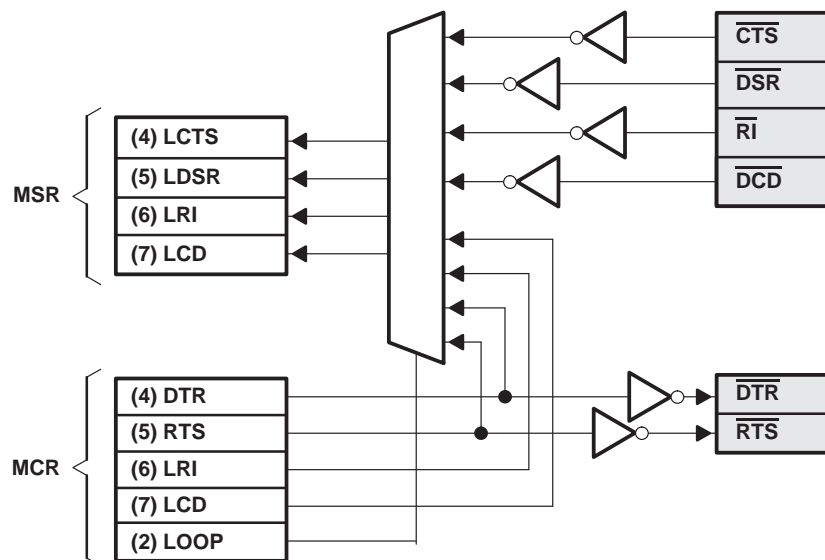 CTS
DSR
RI
DCD
MSR
(4) LCTS
(5) LDSR
(6) LRI
(7) LCD
MCR
(4) DTR
(5) RTS
(6) LRI
(7) LCD
(2) LOOP
DTR
RTS